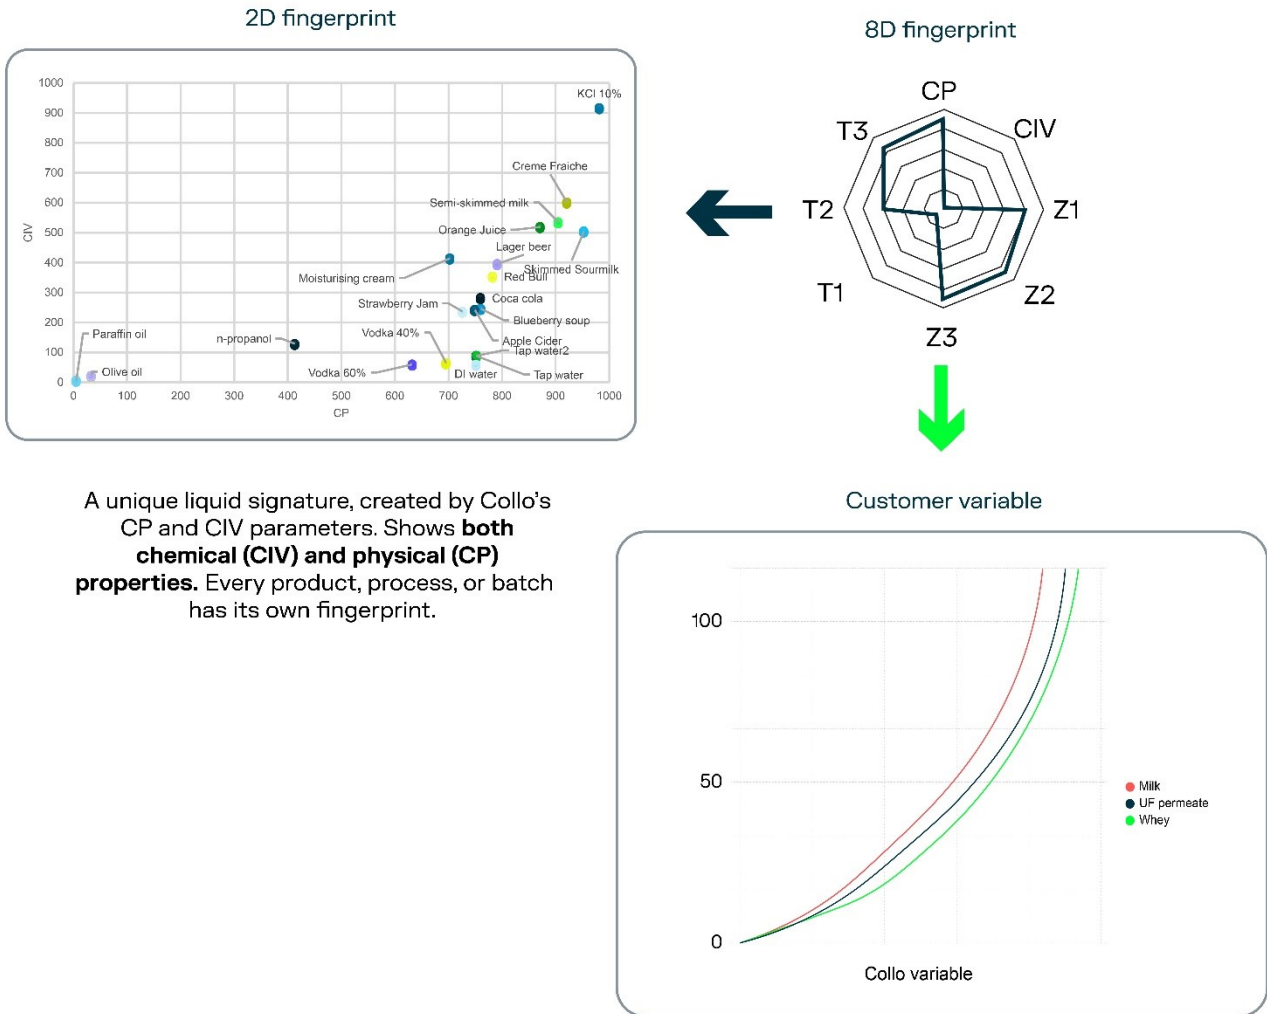 2D fingerprint
8D fingerprint
1000
900
800
700
600
500
400
300
200
100
0
CIV
KCl 10%
Creme Fraiche
Semi-skimmed milk
Orange Juice
Lager beer
Skimmed Sourmilk
Moisturising cream
Red Bull
Strawberry Jam
Coca cola
Blueberry soup
Paraffin oil
n-propanol
Vodka 40%
Apple Cider
Tap water2
Olive oil
Vodka 60%
DI water
Tap water
0 100 200 300 400 500 600 700 800 900 1000
CP
CP
T3
CIV
T2
Z1
T1
Z2
Z3
A unique liquid signature, created by Collo's
CP and CIV parameters. Shows both
chemical (CIV) and physical (CP)
properties. Every product, process, or batch
has its own fingerprint.
Customer variable
100
50
0
Milk
UF permeate
Whey
Collo variable